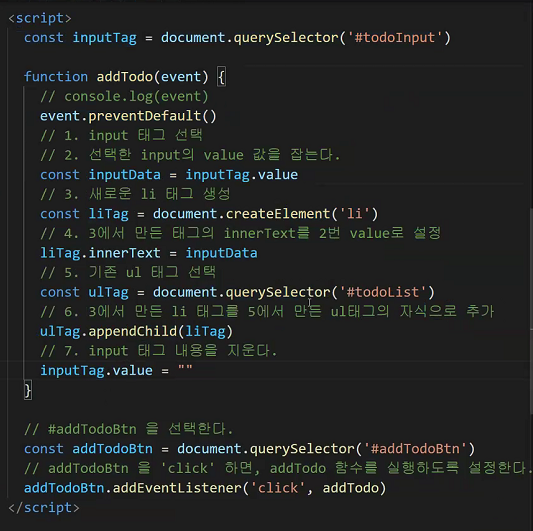 <script>
const inputTag = document.querySelector('#todoInput')
function addTodo(event) {
// console.log(event)
event.preventDefault()
// 1. input 태그 선택
// 2. 선택한 input의 value 값을 잡는다.
const inputData = inputTag.value
// 3. 새로운 li 태그 생성
const liTag = document.createElement('li')
// 4. 3에서 만든 태그의 innerText를 2번 value로 설정
liTag.innerText = inputData
// 5. 기존 ul 태그 선택
const ulTag = document.querySelector('#todoList')
// 6. 3에서 만든 li 태그를 5에서 만든 ul태그의 자식으로 추가
ulTag.appendChild(liTag)
// 7. input 태그 내용을 지운다.
inputTag.value = ""
}
// #addTodoBtn 을 선택한다.
const addTodoBtn = document.querySelector('#addTodoBtn')
// addTodoBtn 을 'click' 하면, addTodo 함수를 실행하도록 설정한다.
addTodoBtn.addEventListener('click', addTodo)
</script>